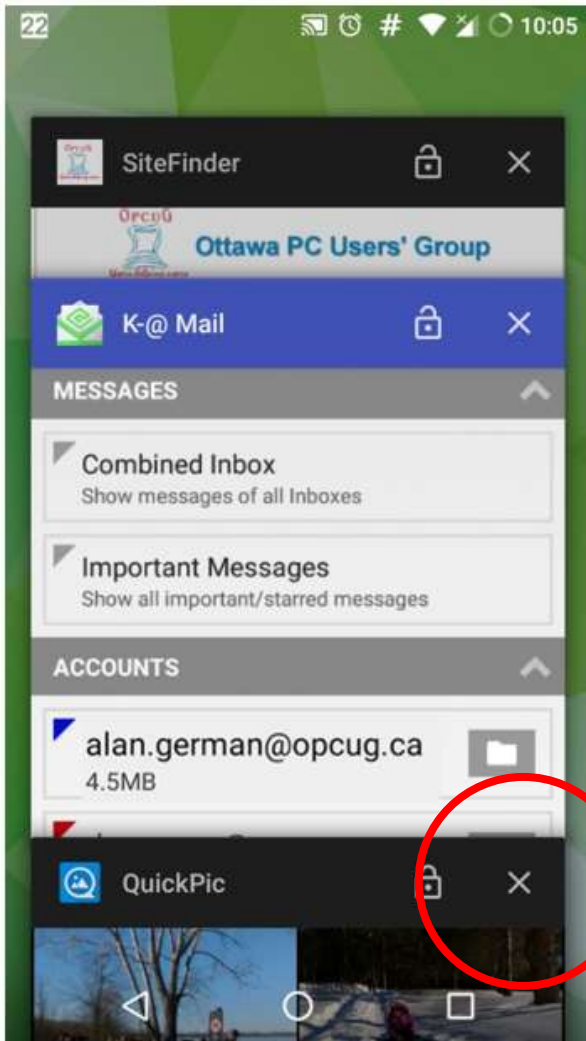 22
# 10:05
SiteFinder
OPCUG
Ottawa PC Users' Group
K-@ Mail
MESSAGES
Combined Inbox
Show messages of all Inboxes
Important Messages
Show all important/starred messages
ACCOUNTS
alan.german@opcug.ca
4.5MB
QuickPic